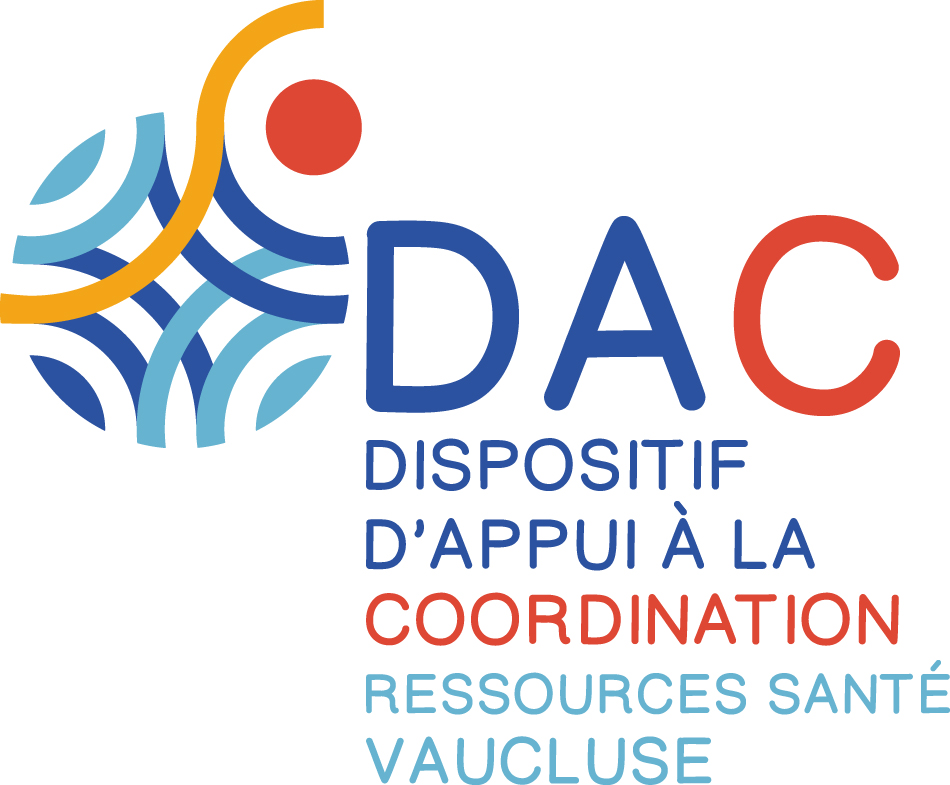 DAC
DISPOSITIF
D'APPUI À LA
COORDINATION
RESSOURCES SANTÉ
VAUCLUSE